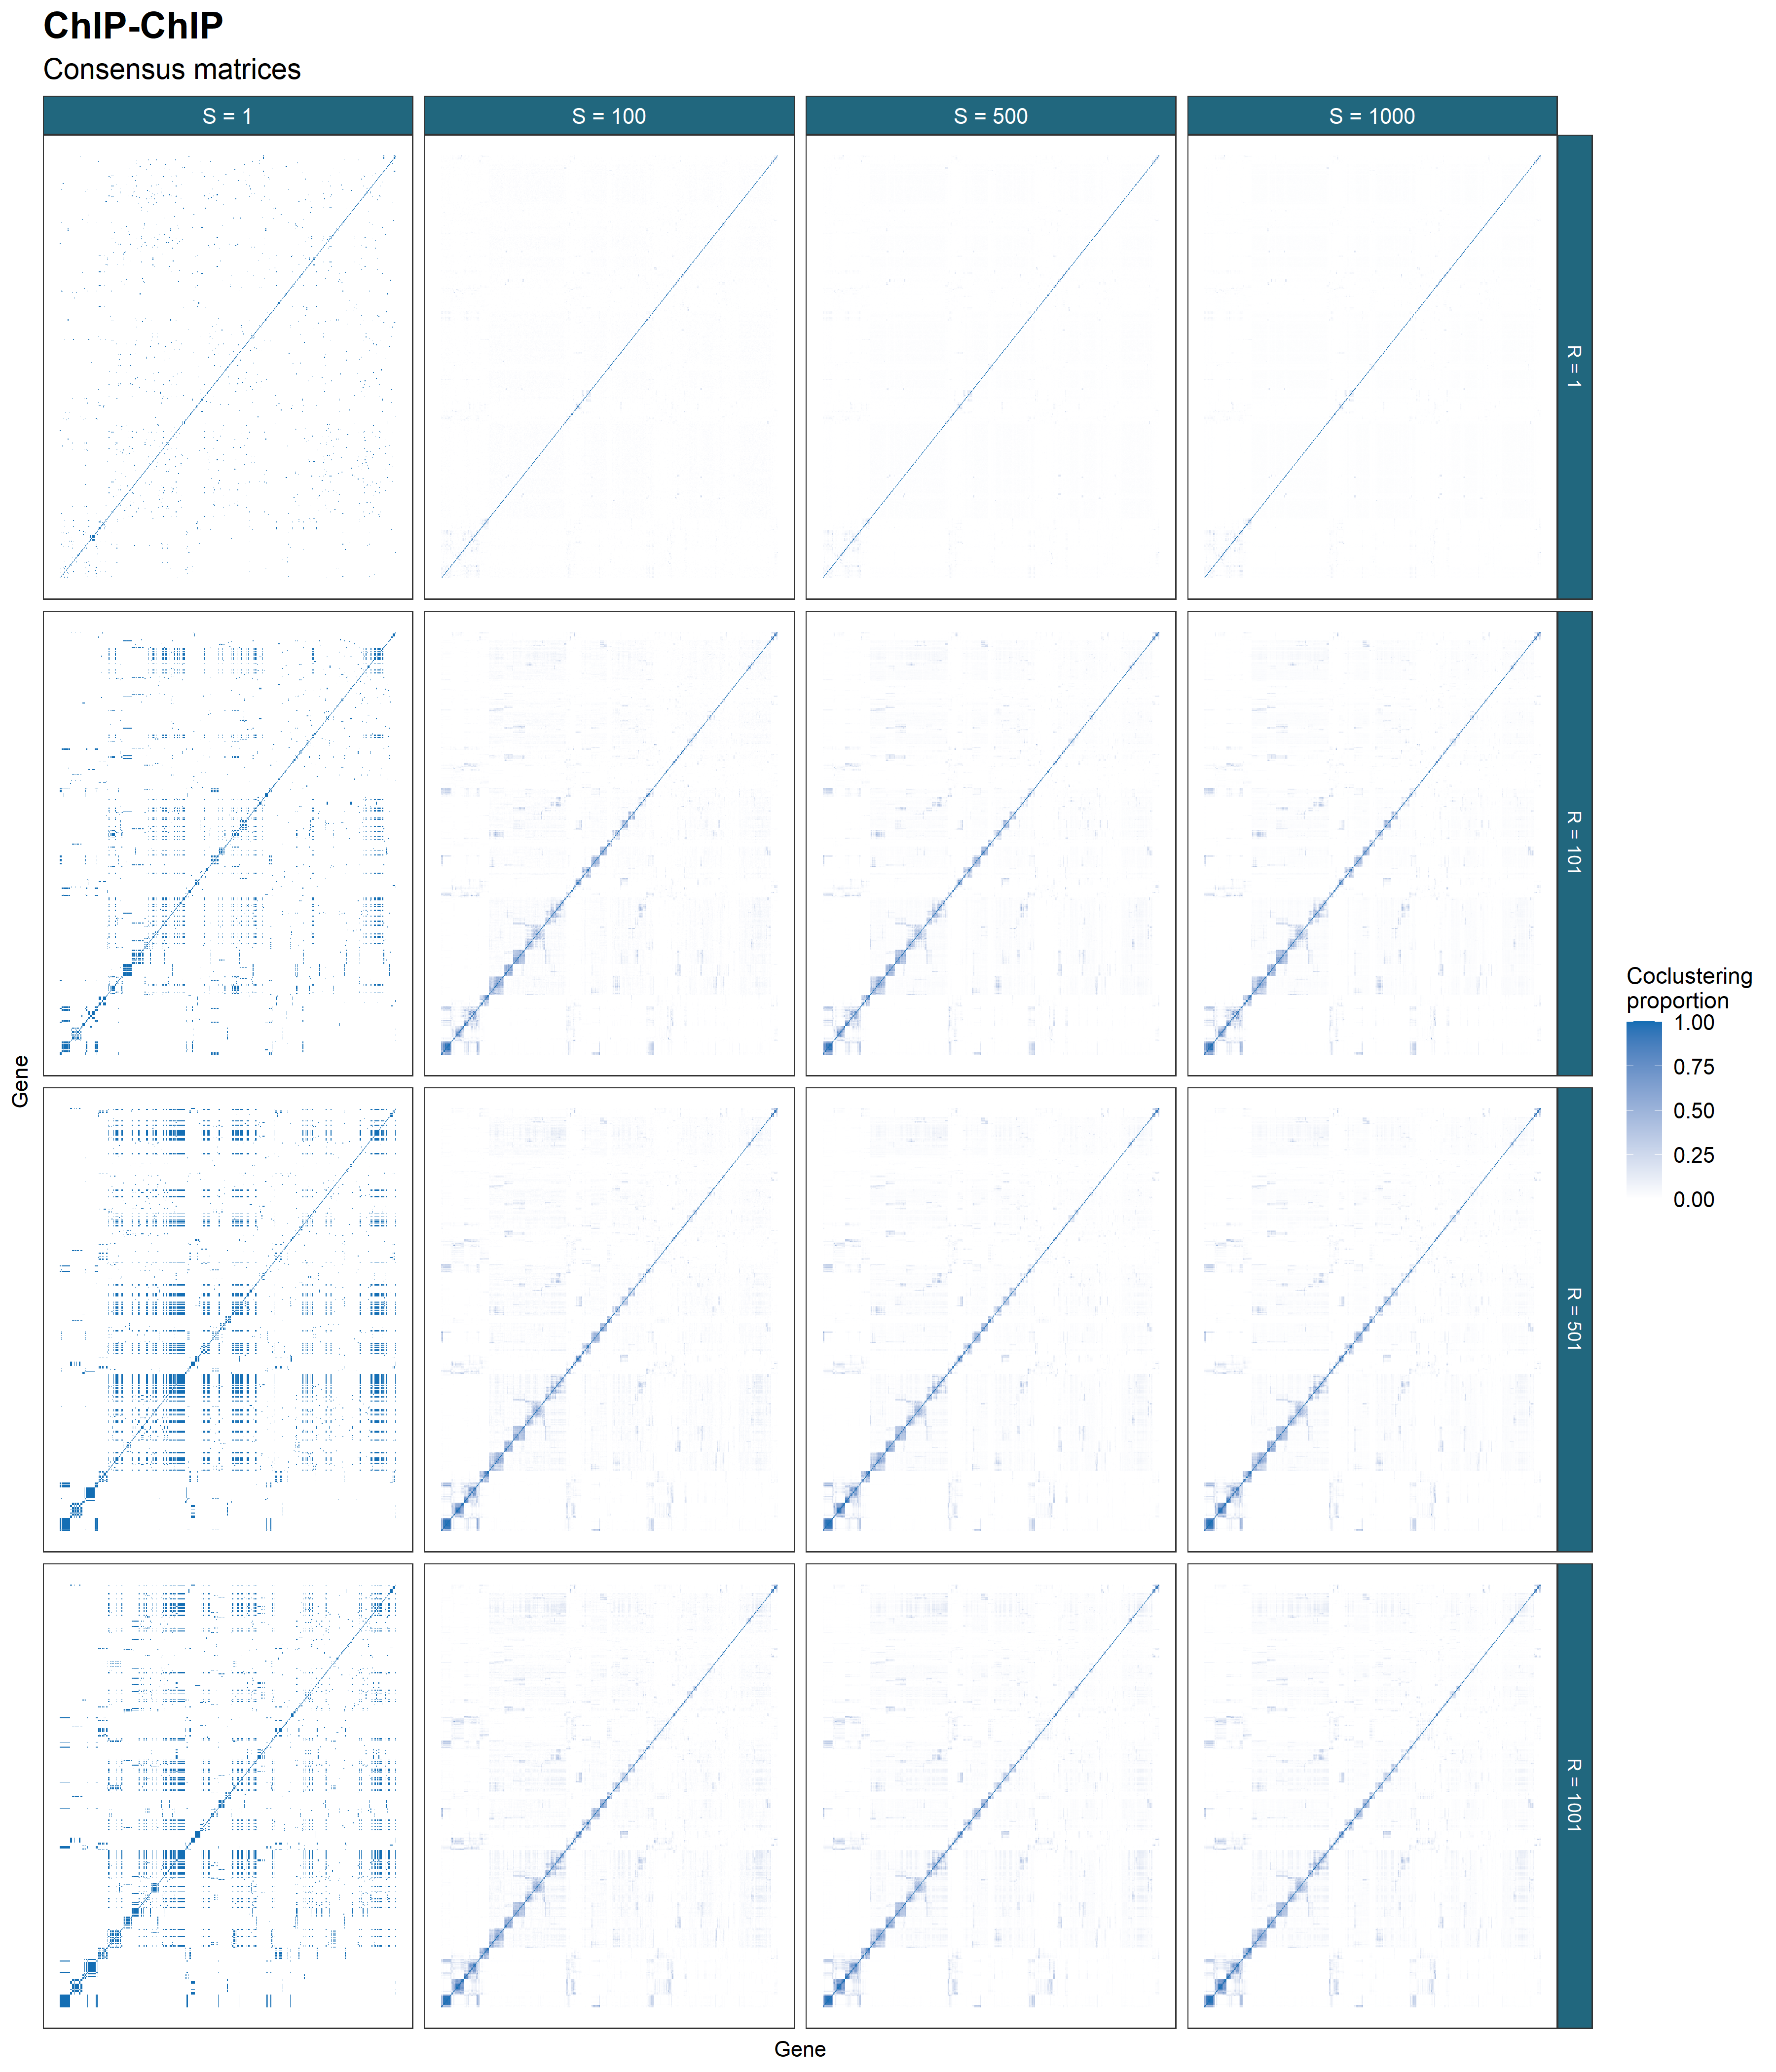 ChIP-ChIP
Consensus matrices
S = 1
S = 100
S = 500
S = 1000
R = 1
R = 101
R = 501
R = 1001
Gene
Gene
Coclustering
proportion
1.00
0.75
0.50
0.25
0.00